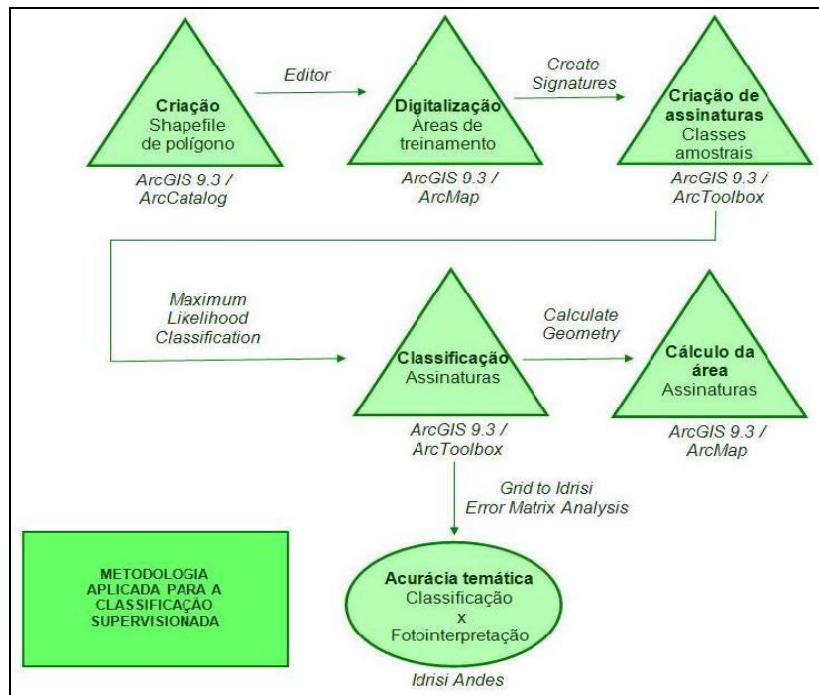 Editor
Creato
Signatures
Criação
Shapefile
de polígono
Digitalização
Áreas de
treinamento
Criação de
assinaturas
Classes
amostrais
ArcGIS 9.3 /
ArcCatalog
ArcGIS 9.3 /
ArcMap
ArcGIS 9.3 /
ArcToolbox
Maximum
Likelihood
Classification
Classificação
Assinaturas
Calculate
Geometry
Cálculo da
área
Assinaturas
ArcGIS 9.3 /
ArcToolbox
ArcGIS 9.3 /
ArcMap
Grid to Idrisi
Error Matrix Analysis
METODOLOGIA
APLICADA PARA A
CLASSIFICAÇÃO
SUPERVISIONADA
Acurácia temática
Classificação
x
Fotointerpretação
Idrisi Andes